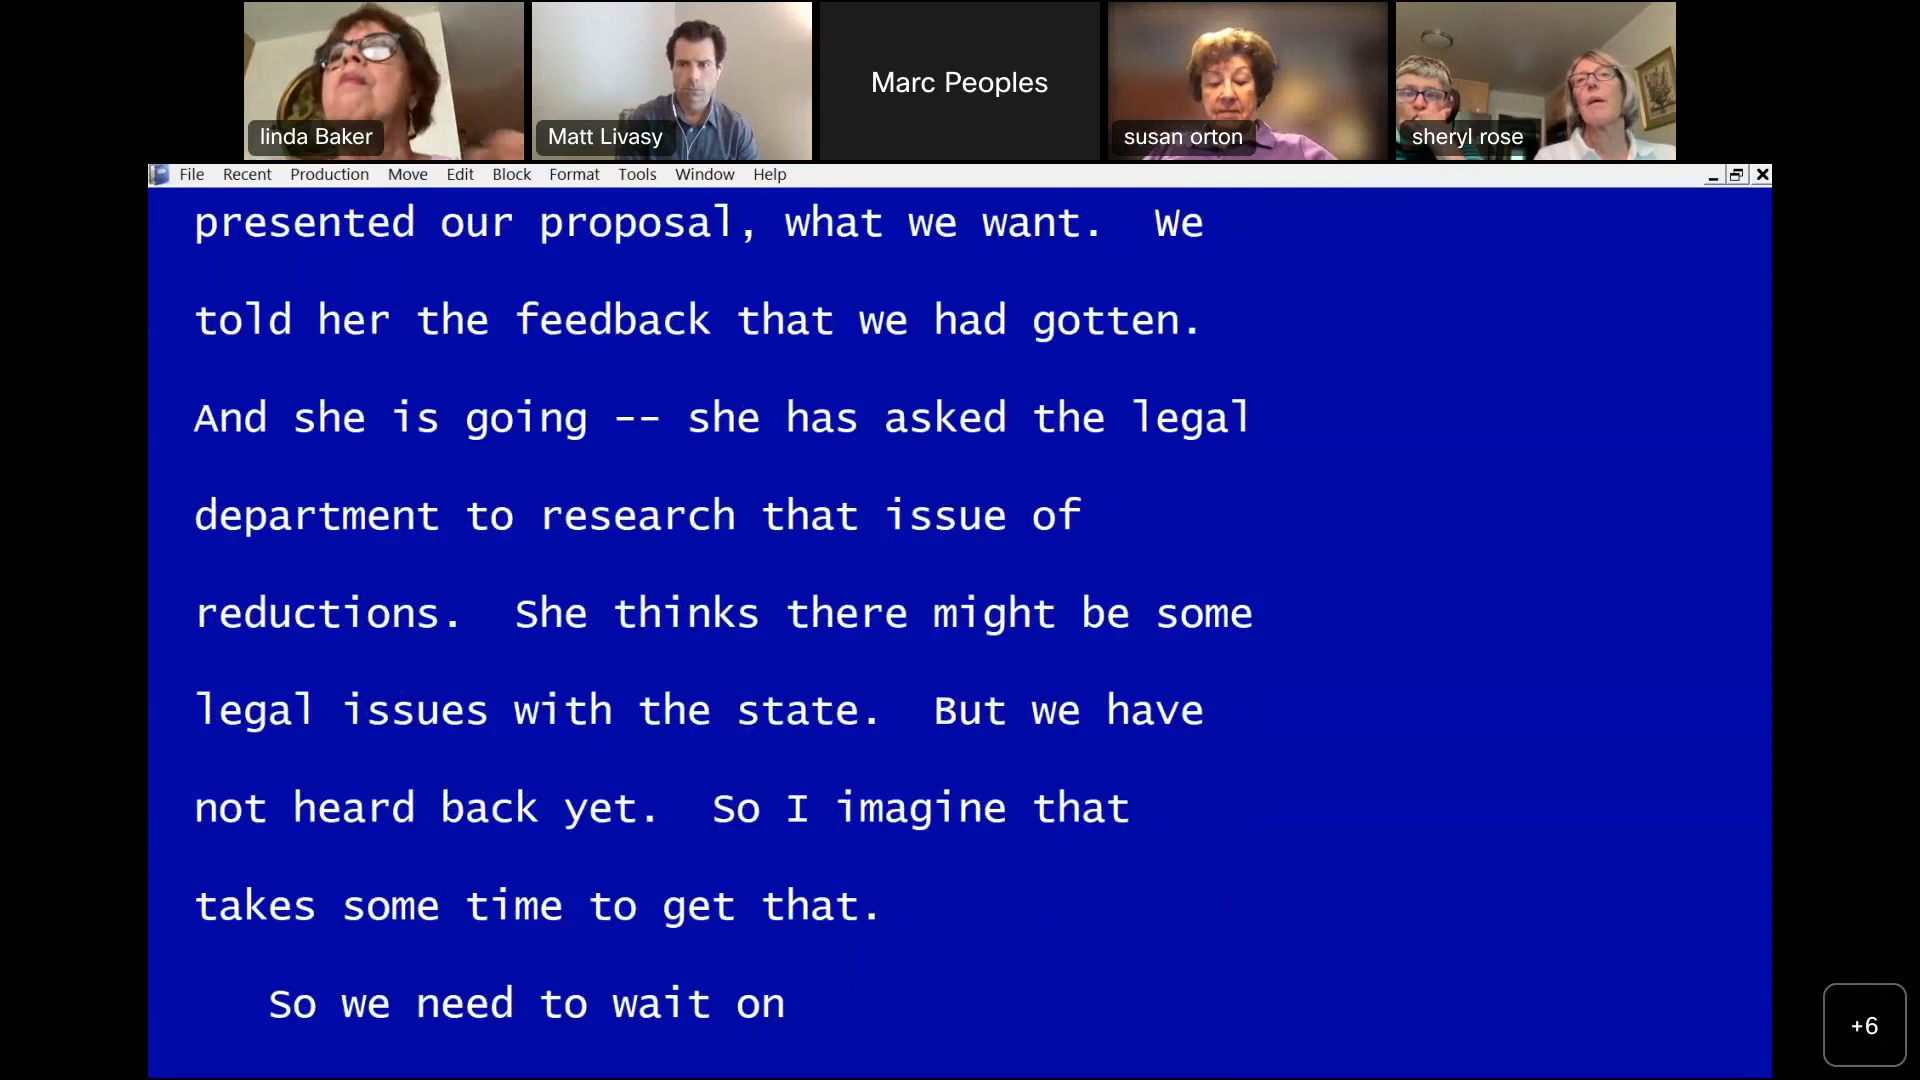 linda Baker
Matt Livasy
Marc Peoples
susan orton
sheryl rose
File Recent Production Move Edit Block Format Tools Window Help
presented our proposal, what we want.  We
told her the feedback that we had gotten.
And she is going -- she has asked the legal
department to research that issue of
reductions.  She thinks there might be some
legal issues with the state.  But we have
not heard back yet.  So I imagine that
takes some time to get that.
So we need to wait on
+6